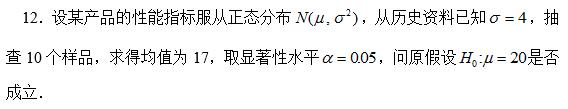 12．设某产品的性能指标服从正态分布 N(μ, σ²)，从历史资料已知 σ = 4，抽
查 10 个样品，求得均值为 17，取显著性水平 α = 0.05，问原假设 H₀:μ = 20是否
成立．